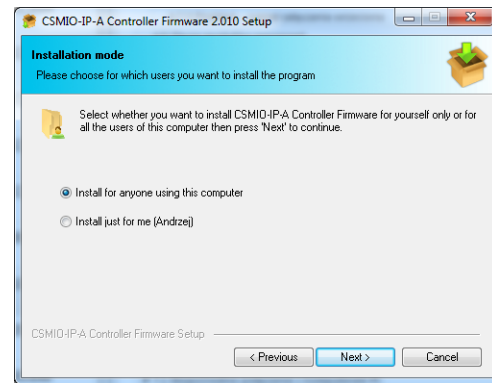 CSMIO-IP-A Controller Firmware 2.010 Setup
Installation mode
Please choose for which users you want to install the program
Select whether you want to install CSMIO-IP-A Controller Firmware for yourself only or for
all the users of this computer then press 'Next' to continue.
Install for anyone using this computer
Install just for me (Andrzej)
CSMIO-IP-A Controller Firmware Setup
< Previous
Next >
Cancel